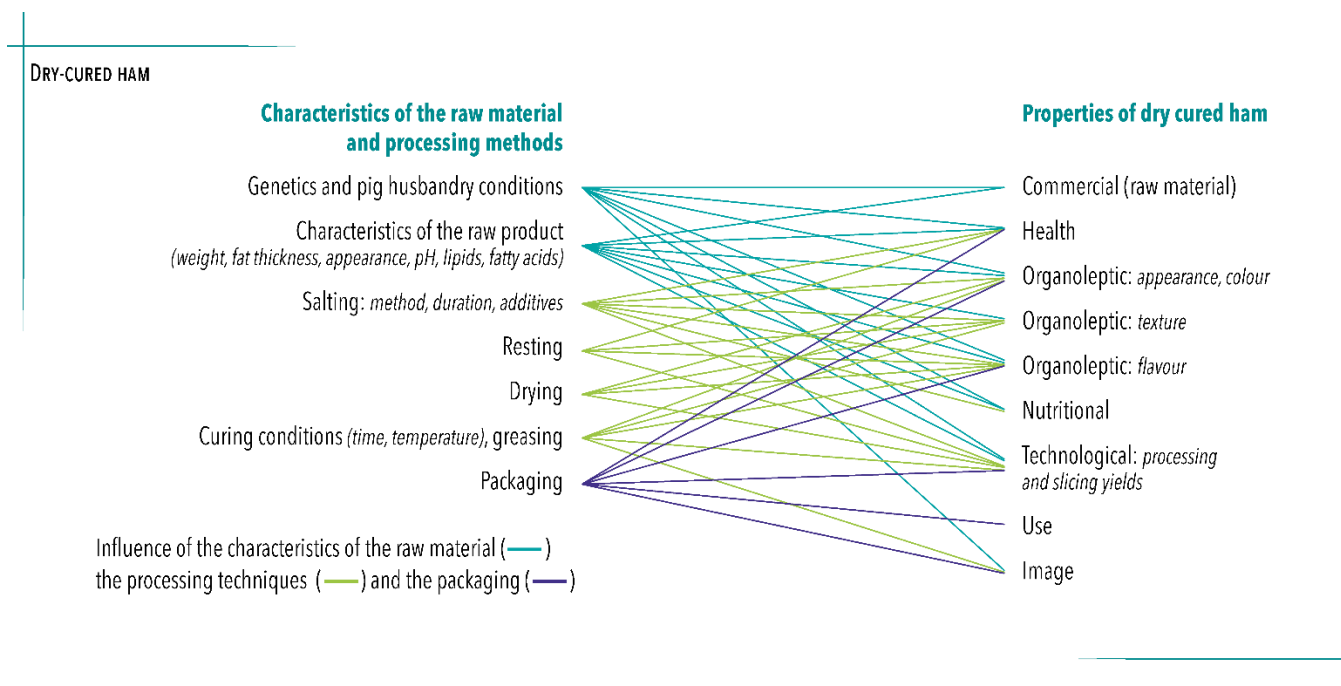 DRY-CURED HAM
Characteristics of the raw material
and processing methods
Genetics and pig husbandry conditions
Characteristics of the raw product
(weight, fat thickness, appearance, pH, lipids, fatty acids)
Salting: method, duration, additives
Resting
Drying
Curing conditions (time, temperature), greasing
Packaging
Properties of dry cured ham
Commercial (raw material)
Health
Organoleptic: appearance, colour
Organoleptic: texture
Organoleptic: flavour
Nutritional
Technological: processing
and slicing yields
Use
Image
Influence of the characteristics of the raw material ( )
the processing techniques ( ) and the packaging ( )